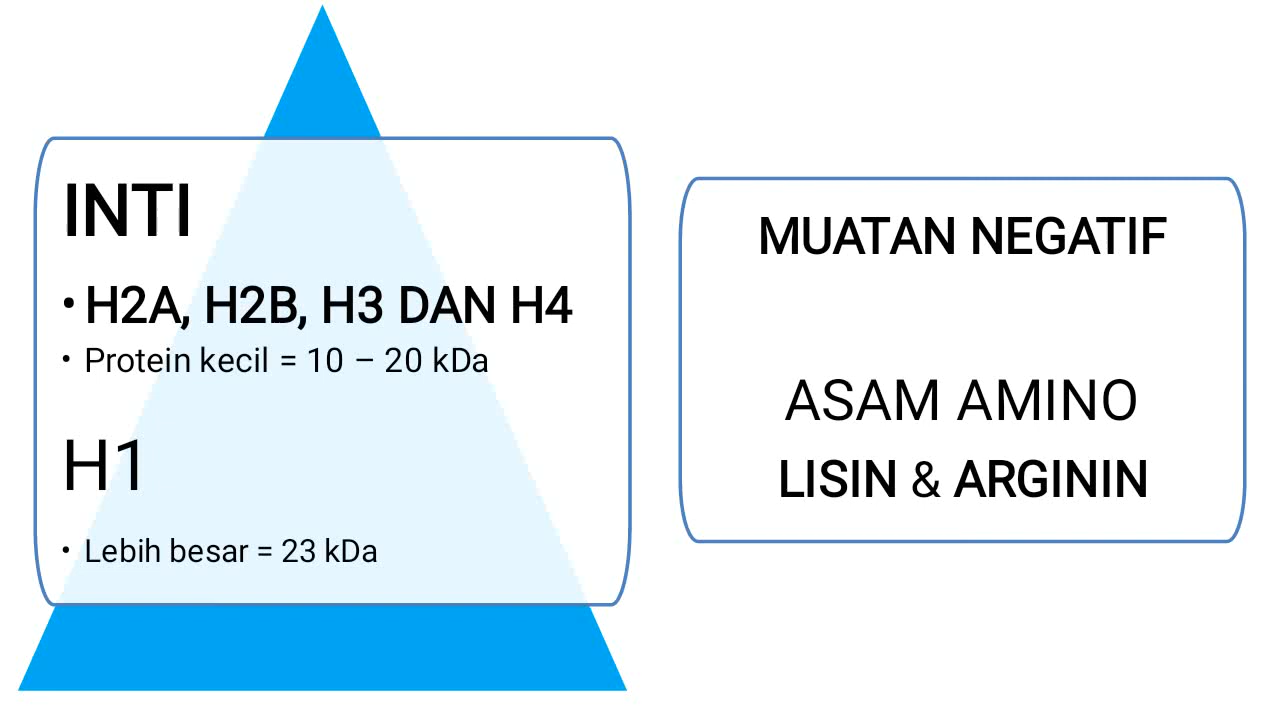 INTI
• H2A, H2B, H3 DAN H4
• Protein kecil = 10 – 20 kDa
H1
• Lebih besar = 23 kDa
MUATAN NEGATIF
ASAM AMINO
LISIN & ARGININ